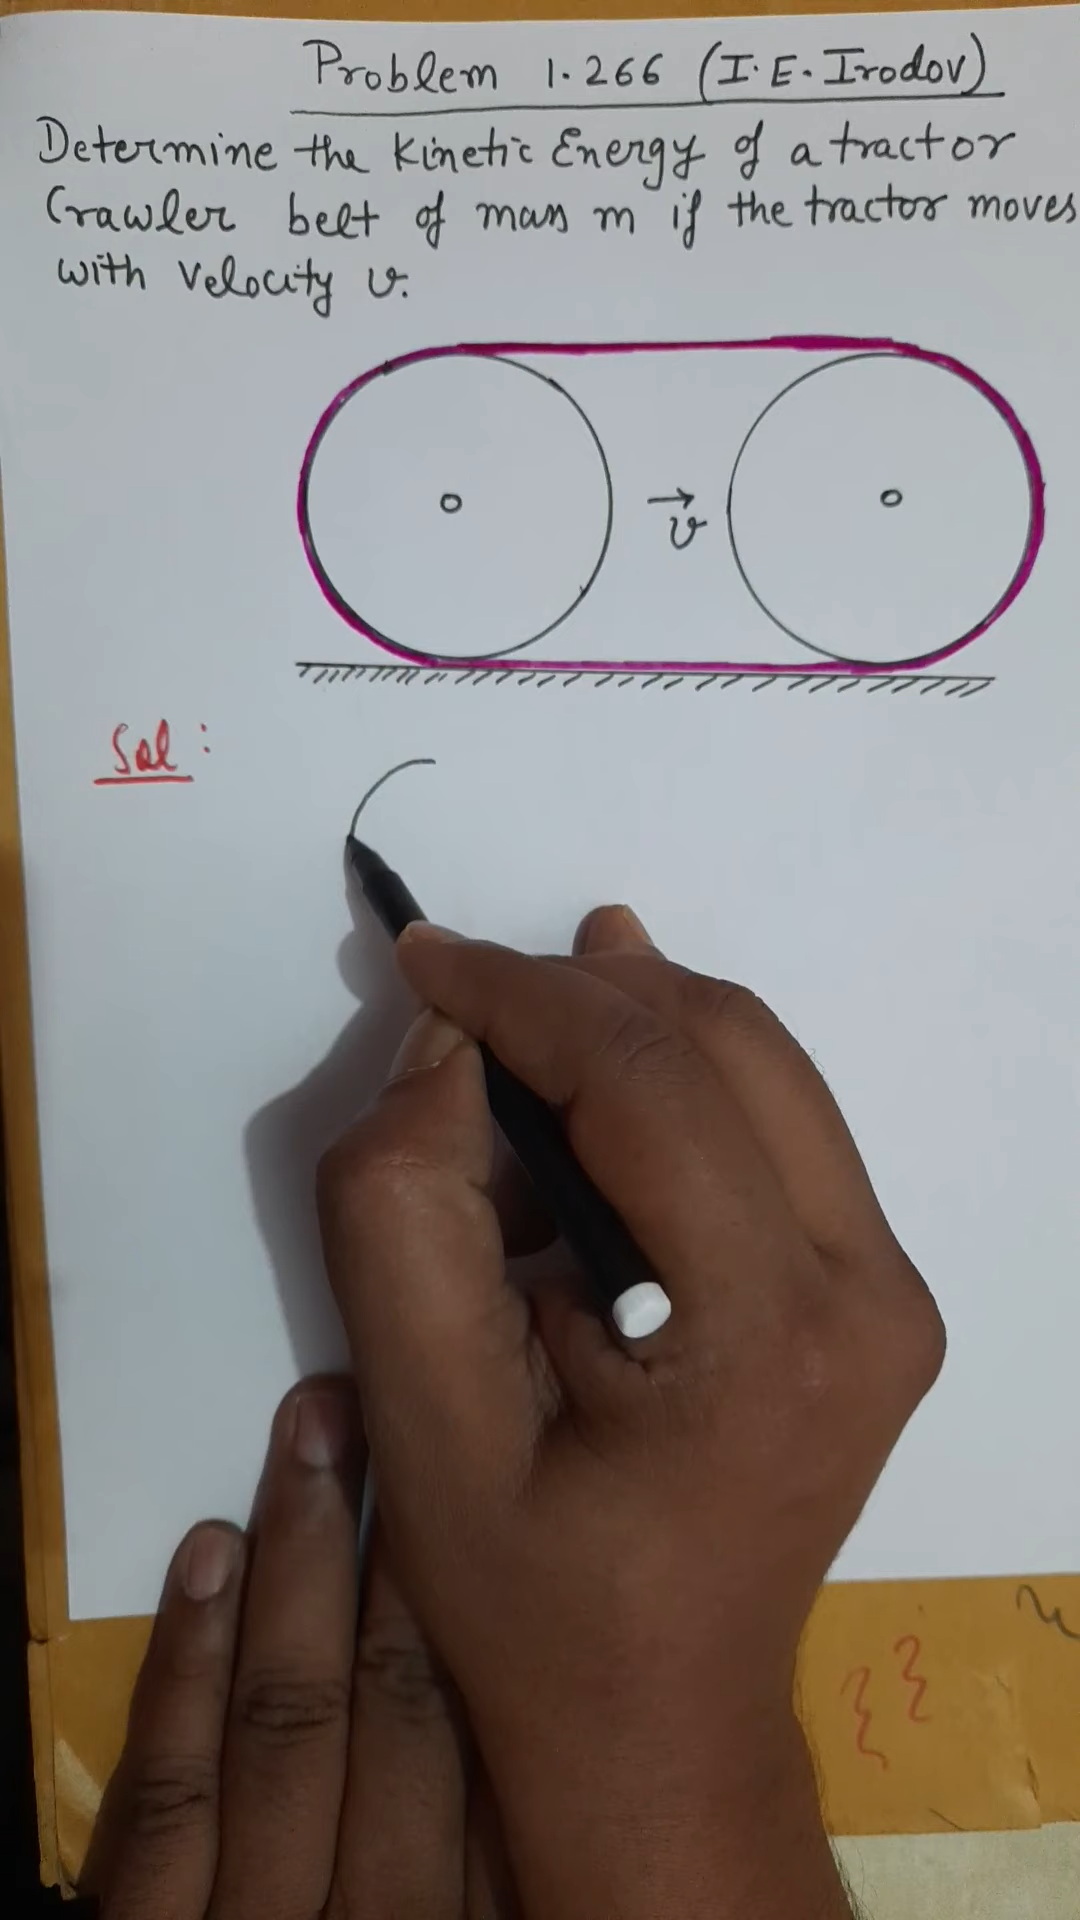 Problem 1.266 (I.E. Irodov)
Determine the Kinetic Energy of a tractor
Crawler belt of mass m if the tractor moves
with velocity v.
v
Sol :